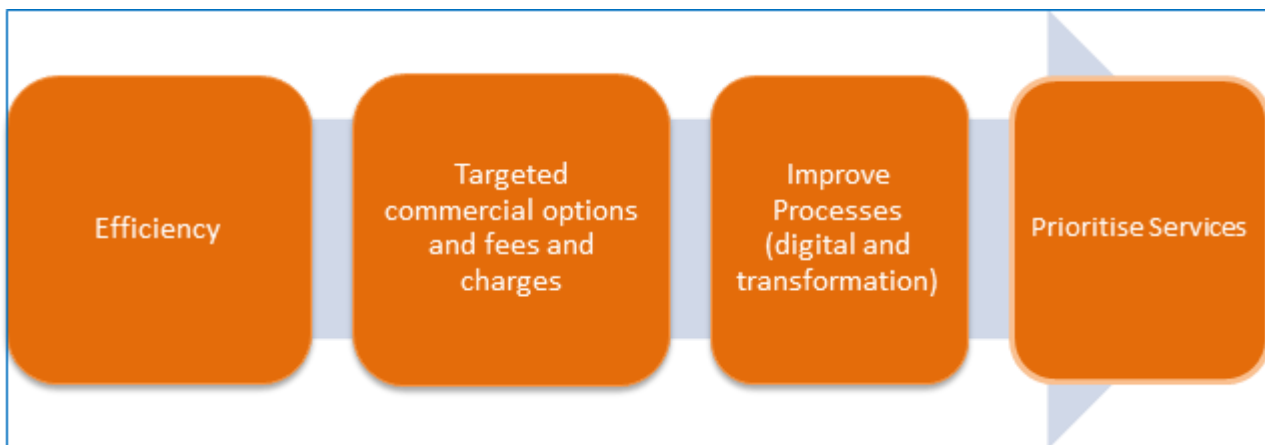 Efficiency
Targeted
commercial options
and fees and
charges
Improve
Processes
(digital and
transformation)
Prioritise Services